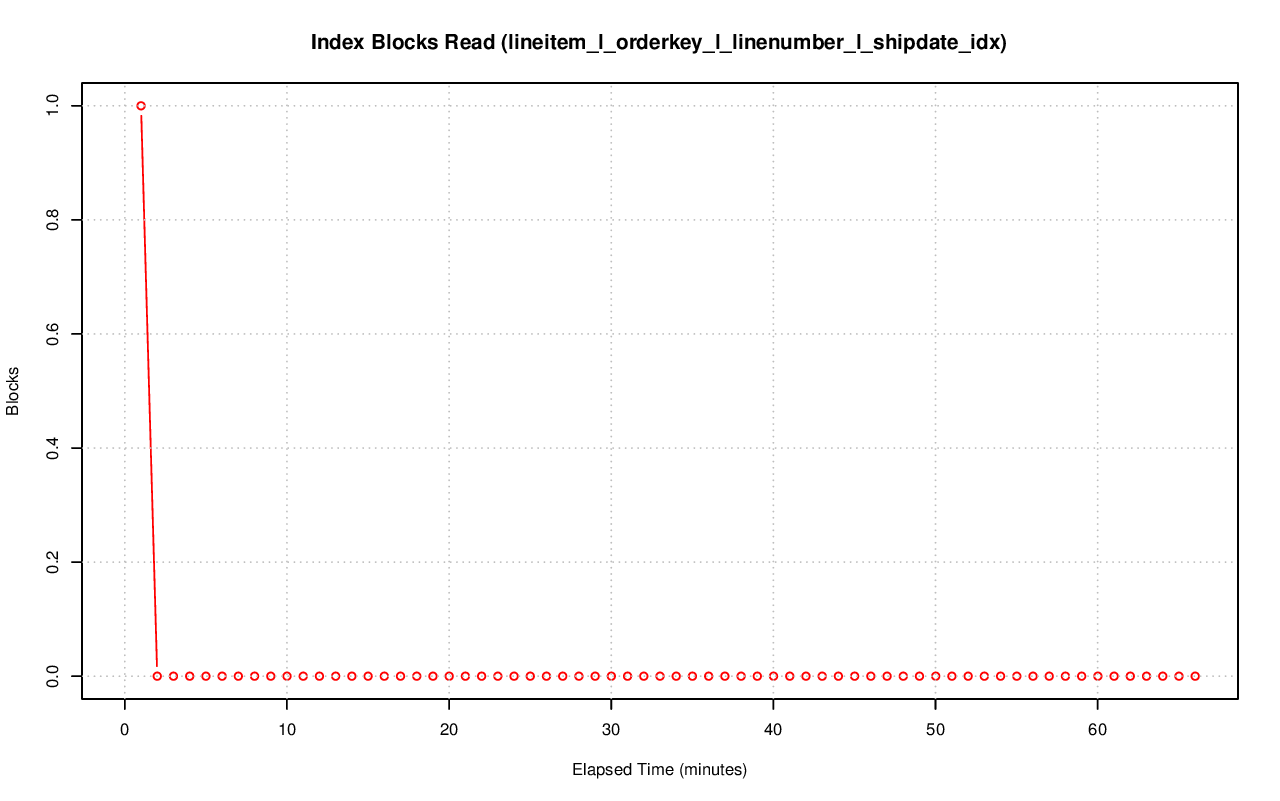 Index Blocks Read (lineitem_l_orderkey_l_linenumber_l_shipdate_idx)
1.0
0.8
0.6
0.4
0.2
0.0
Blocks
0 10 20 30 40 50 60
Elapsed Time (minutes)